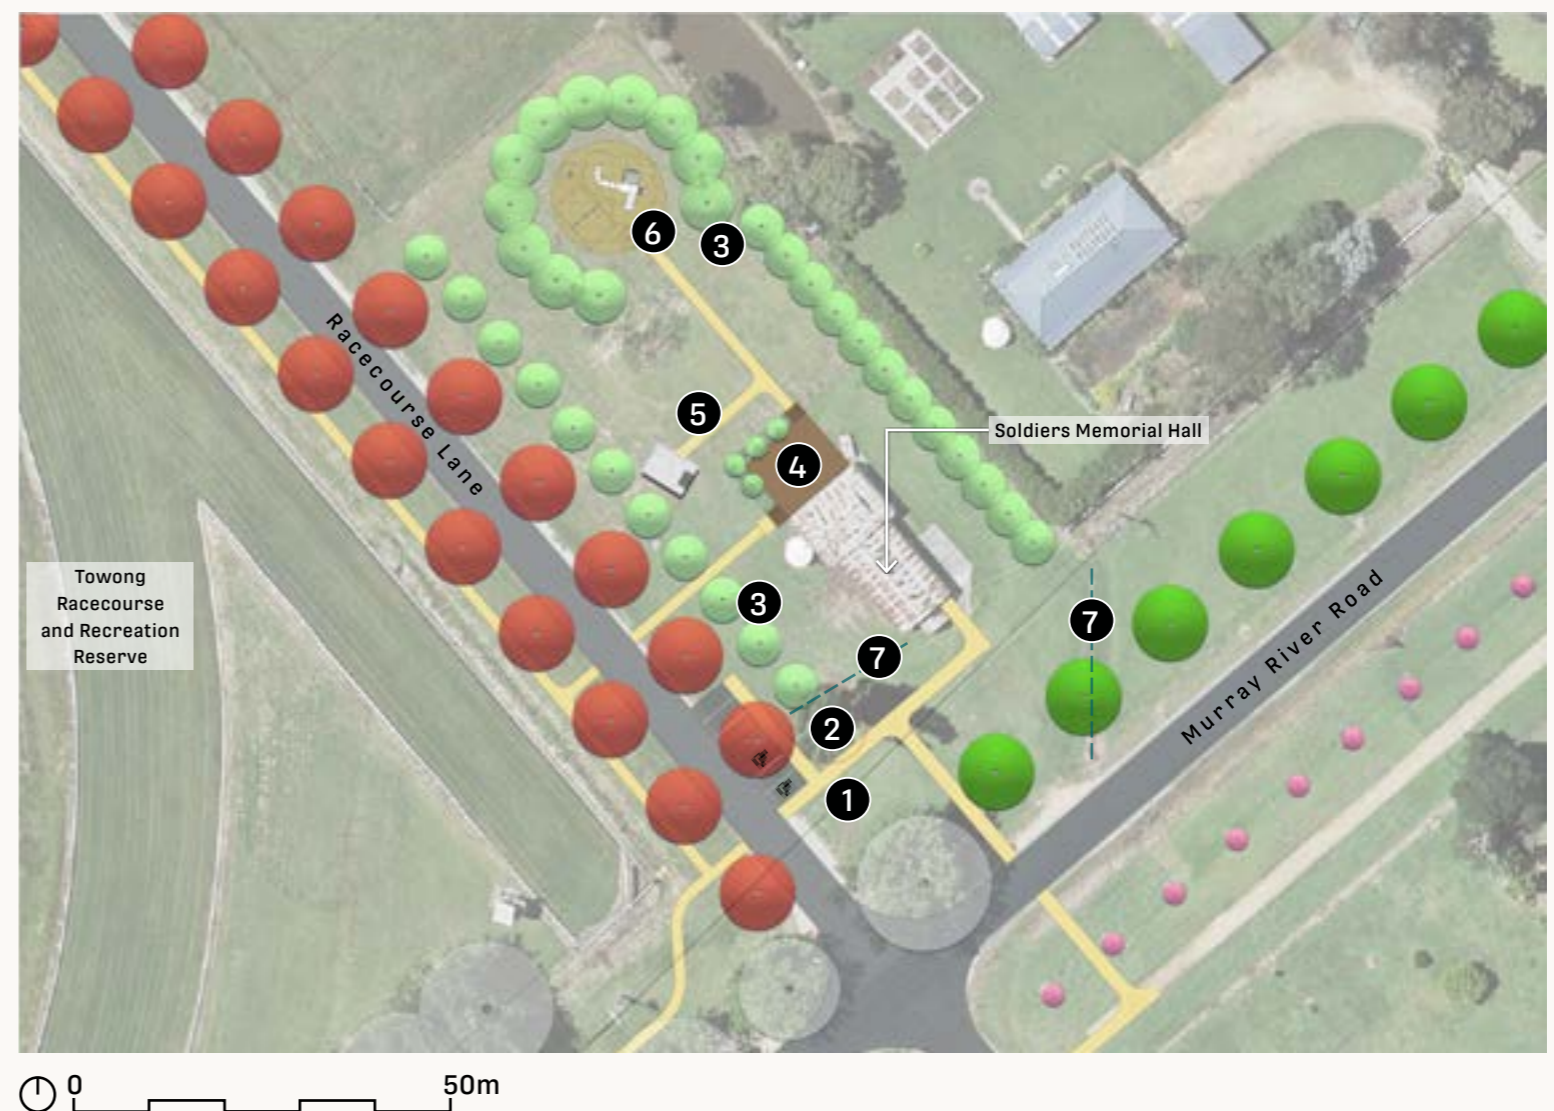 6
3
Racecourse Lane
5
Soldiers Memorial Hall
4
Towong
Racecourse
and Recreation
Reserve
3
7
7
Murray River Road
2
1
0
50m